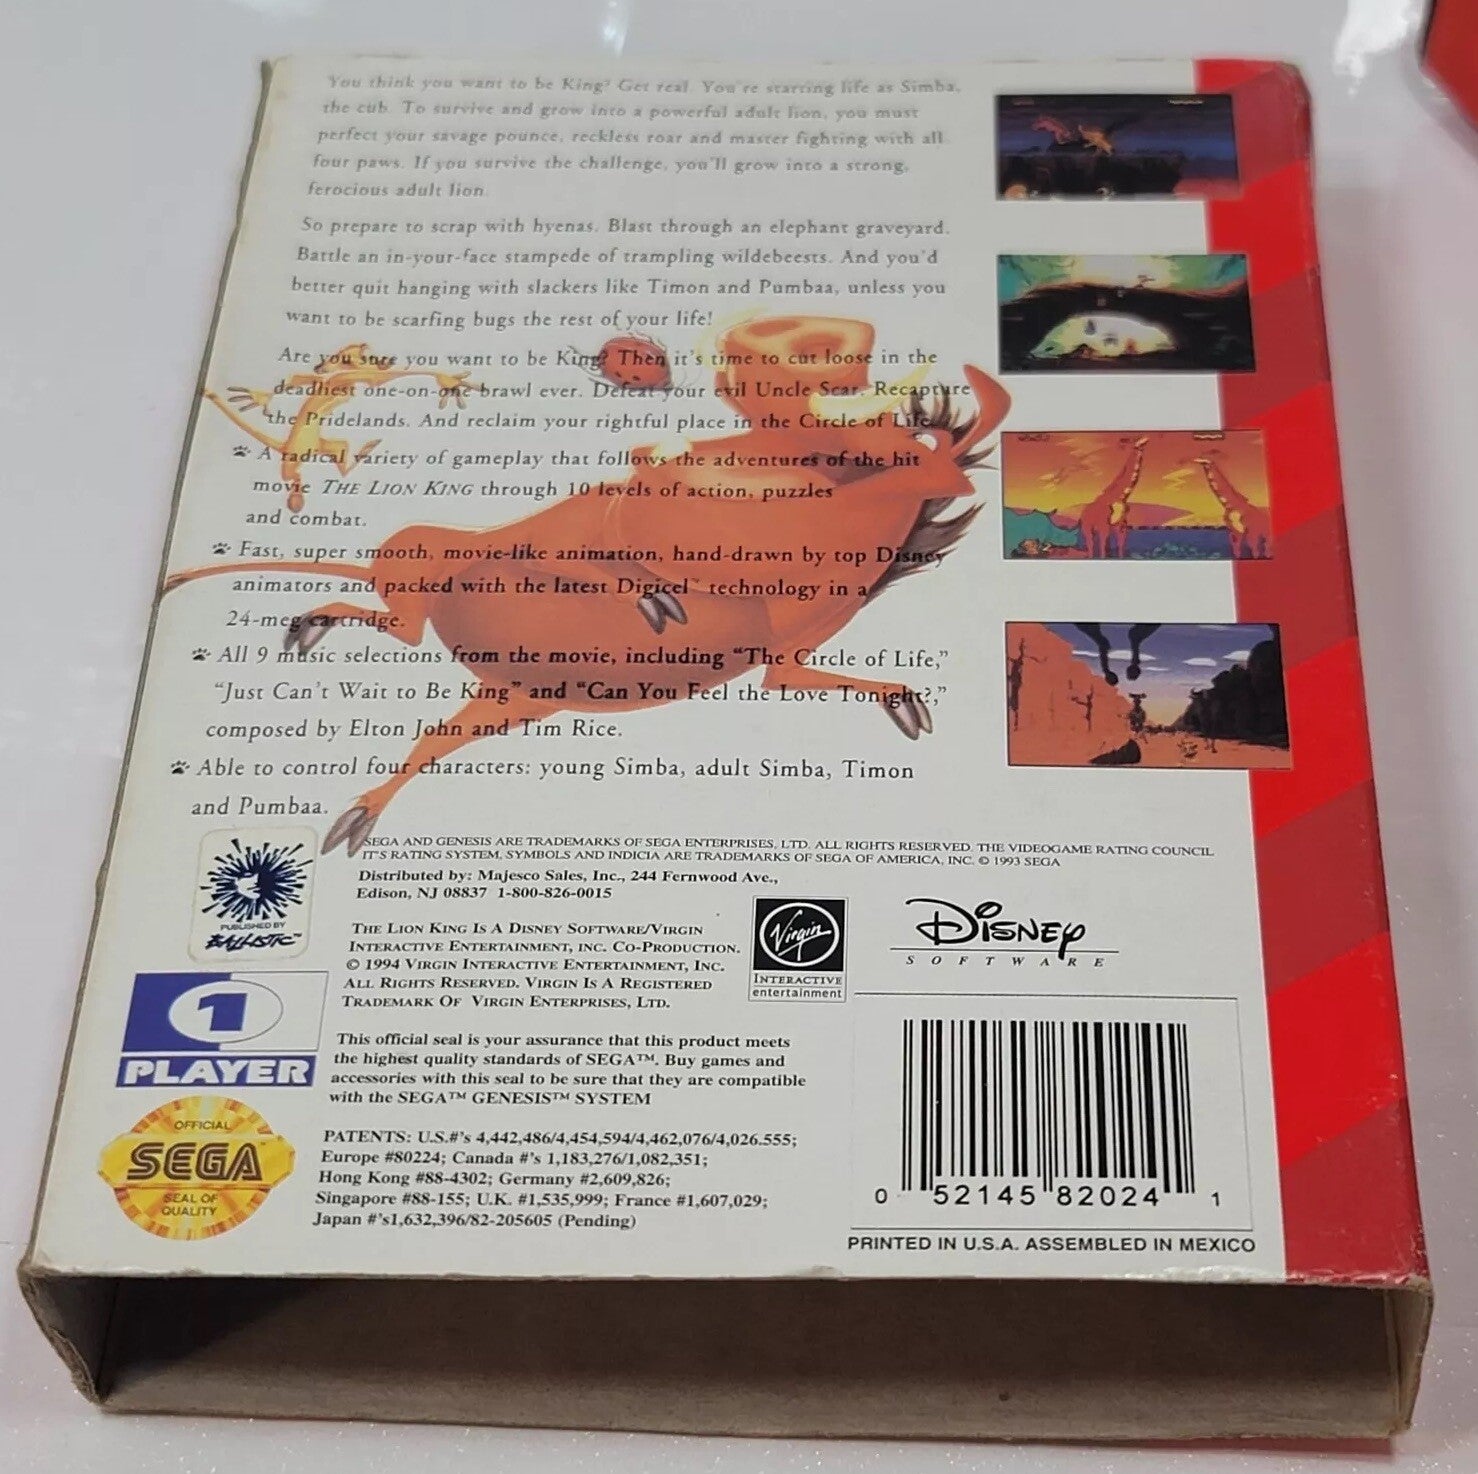 You think you want to be King? Get real. You're starting life as Simba,
the cub. To survive and grow into a powerful adult lion, you must
perfect your savage pounce, reckless roar and master fighting with all
four paws. If you survive the challenge, you'll grow into a strong,
ferocious adult lion.
So prepare to scrap with hyenas. Blast through an elephant graveyard.
Battle an in-your-face stampede of trampling wildebeests. And you'd
better quit hanging with slackers like Timon and Pumbaa, unless you
want to be scarfing bugs the rest of your life!
Are you sure you want to be King? Then it's time to cut loose in the
deadliest one-on-one brawl ever. Defeat your evil Uncle Scar. Recapture
the Pridelands. And reclaim your rightful place in the Circle of Life.
A radical variety of gameplay that follows the adventures of the hit
movie THE LION KING through 10 levels of action, puzzles
and combat.
Fast, super smooth, movie-like animation, hand-drawn by top Disney
animators and packed with the latest Digicel™ technology in a
24-meg cartridge.
All 9 music selections from the movie, including "The Circle of Life,"
"Just Can't Wait to Be King" and "Can You Feel the Love Tonight?,"
composed by Elton John and Tim Rice.
Able to control four characters: young Simba, adult Simba, Timon
and Pumbaa.
SEGA AND GENESIS ARE TRADEMARKS OF SEGA ENTERPRISES, LTD. ALL RIGHTS RESERVED. THE VIDEOGAME RATING COUNCIL
IT'S RATING SYSTEM, SYMBOLS AND INDICIA ARE TRADEMARKS OF SEGA OF AMERICA, INC. © 1993 SEGA
Distributed by: Majesco Sales, Inc., 244 Fernwood Ave.,
Edison, NJ 08837 1-800-826-0015
PUBLISHED BY
BALLISTIC™
THE LION KING IS A DISNEY SOFTWARE/VIRGIN
INTERACTIVE ENTERTAINMENT, INC. CO-PRODUCTION.
© 1994 VIRGIN INTERACTIVE ENTERTAINMENT, INC.
ALL RIGHTS RESERVED. VIRGIN IS A REGISTERED
TRADEMARK OF VIRGIN ENTERPRISES, LTD.
Virgin
INTERACTIVE
entertainment
DISNEY
SOFTWARE
1
PLAYER
This official seal is your assurance that this product meets
the highest quality standards of SEGA™. Buy games and
accessories with this seal to be sure that they are compatible
with the SEGA™ GENESIS™ SYSTEM
OFFICIAL
SEGA™
SEAL OF
QUALITY
PATENTS: U.S.#'s 4,442,486/4,454,594/4,462,076/4,026.555;
Europe #80224; Canada #'s 1,183,276/1,082,351;
Hong Kong #88-4302; Germany #2,609,826;
Singapore #88-155; U.K. #1,535,999; France #1,607,029;
Japan #'s1,632,396/82-205605 (Pending)
0 52145 82024 1
PRINTED IN U.S.A. ASSEMBLED IN MEXICO